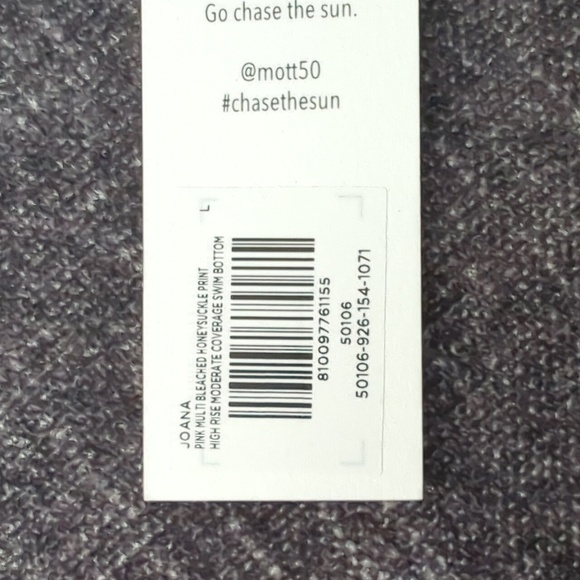 Go chase the sun.
@mott50
#chasethesun
JOANA
L
PINK MULTI BLEACHED HONEYSUCKLE PRINT
HIGH RISE MODERATE COVERAGE SWIM BOTTOM
810097761155
50106
50106-926-154-1071